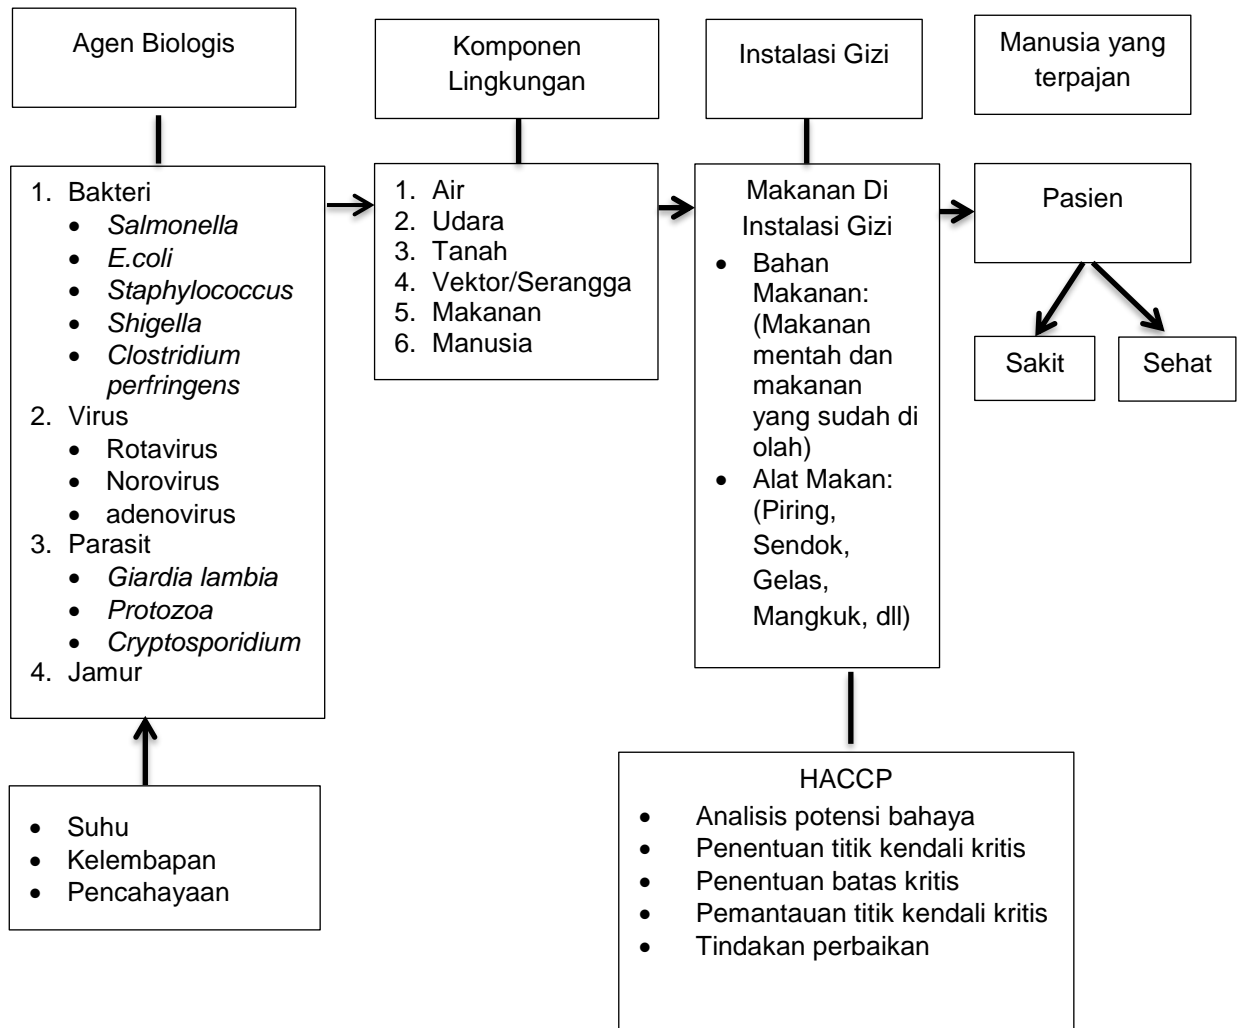 Agen Biologis
Komponen
Lingkungan
Instalasi Gizi
Manusia yang
terpajan
1. Bakteri
• Salmonella
• E.coli
• Staphylococcus
• Shigella
• Clostridium
perfringens
2. Virus
• Rotavirus
• Norovirus
• adenovirus
3. Parasit
• Giardia lambia
• Protozoa
• Cryptosporidium
4. Jamur
1. Air
2. Udara
3. Tanah
4. Vektor/Serangga
5. Makanan
6. Manusia
Makanan Di
Instalasi Gizi
• Bahan
Makanan:
(Makanan
mentah dan
makanan
yang sudah di
olah)
• Alat Makan:
(Piring,
Sendok,
Gelas,
Mangkuk, dll)
Pasien
Sakit
Sehat
• Suhu
• Kelembapan
• Pencahayaan
HACCP
• Analisis potensi bahaya
• Penentuan titik kendali kritis
• Penentuan batas kritis
• Pemantauan titik kendali kritis
• Tindakan perbaikan